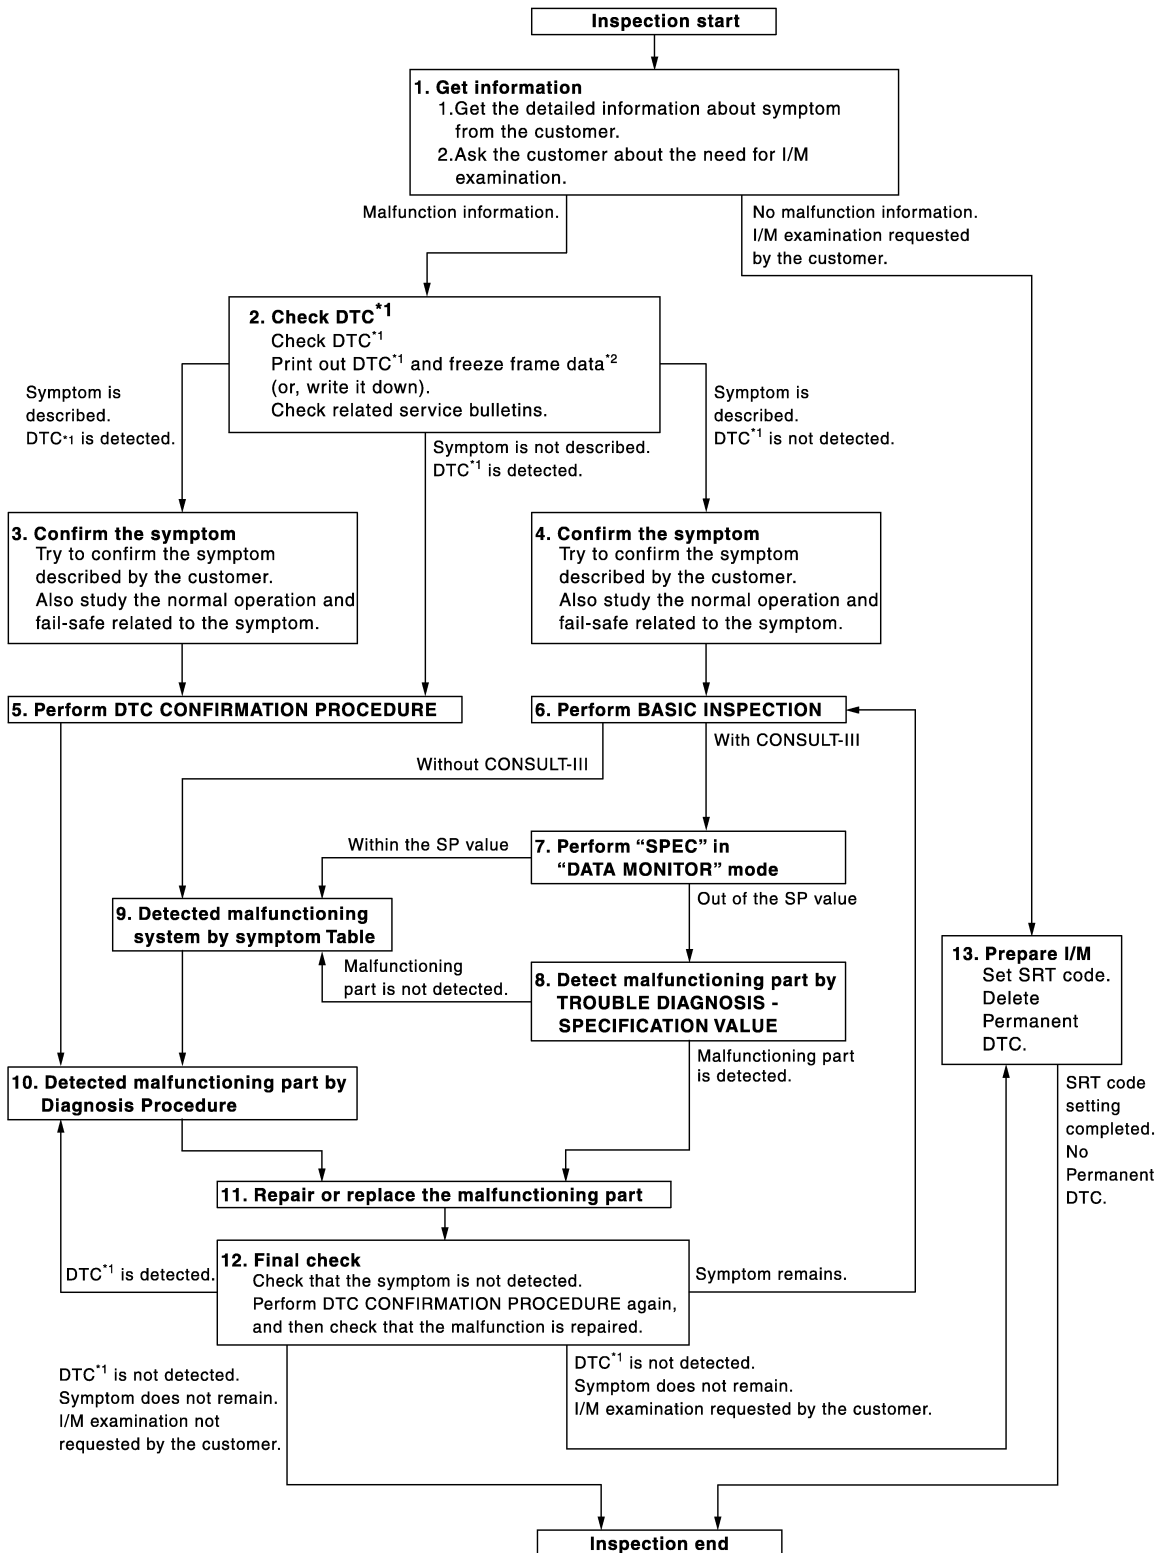 Inspection start
1. Get information
1.Get the detailed information about symptom
from the customer.
2.Ask the customer about the need for I/M
examination.
Malfunction information.
No malfunction information.
I/M examination requested
by the customer.
2. Check DTC*1
Check DTC*1
Print out DTC*1 and freeze frame data*2
(or, write it down).
Check related service bulletins.
Symptom is
described.
DTC*1 is detected.
Symptom is not described.
DTC*1 is detected.
Symptom is
described.
DTC*1 is not detected.
3. Confirm the symptom
Try to confirm the symptom
described by the customer.
Also study the normal operation and
fail-safe related to the symptom.
4. Confirm the symptom
Try to confirm the symptom
described by the customer.
Also study the normal operation and
fail-safe related to the symptom.
5. Perform DTC CONFIRMATION PROCEDURE
6. Perform BASIC INSPECTION
Without CONSULT-III
With CONSULT-III
Within the SP value
7. Perform “SPEC” in
“DATA MONITOR” mode
Out of the SP value
9. Detected malfunctioning
system by symptom Table
Malfunctioning
part is not detected.
8. Detect malfunctioning part by
TROUBLE DIAGNOSIS -
SPECIFICATION VALUE
13. Prepare I/M
Set SRT code.
Delete
Permanent
DTC.
Malfunctioning part
is detected.
10. Detected malfunctioning part by
Diagnosis Procedure
SRT code
setting
completed.
No
Permanent
DTC.
11. Repair or replace the malfunctioning part
12. Final check
Check that the symptom is not detected.
Perform DTC CONFIRMATION PROCEDURE again,
and then check that the malfunction is repaired.
DTC*1 is detected.
Symptom remains.
DTC*1 is not detected.
Symptom does not remain.
I/M examination not
requested by the customer.
DTC*1 is not detected.
Symptom does not remain.
I/M examination requested by the customer.
Inspection end